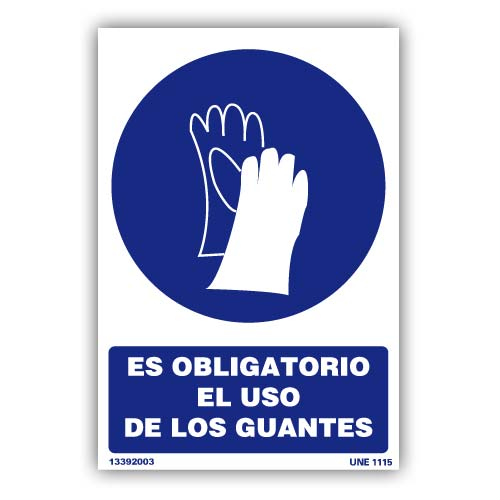 ES OBLIGATORIO
EL USO
DE LOS GUANTES
13392003 UNE 1115